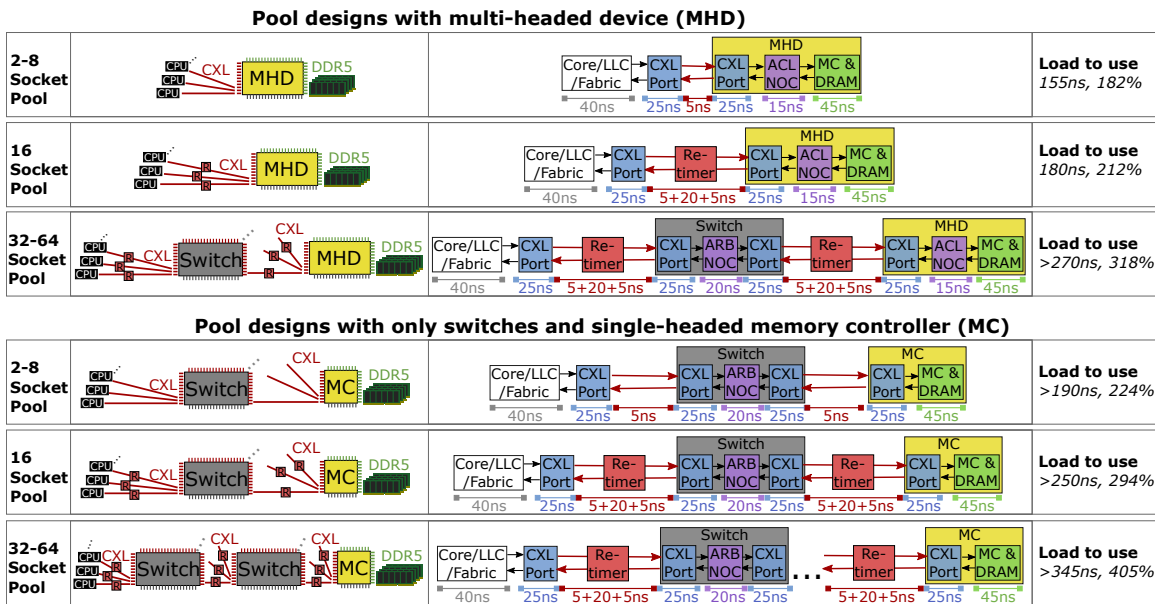 Pool designs with multi-headed device (MHD)
2-8
Socket
Pool
CPU
CPU
CPU
CXL
MHD
DDR5
Core/LLC
/Fabric
CXL
Port
MHD
CXL
Port
ACL
NOC
MC &
DRAM
40ns
25ns
5ns
25ns
15ns
45ns
Load to use
155ns, 182%
16
Socket
Pool
CPU
CPU
CPU
R
R
R
CXL
MHD
DDR5
Core/LLC
/Fabric
CXL
Port
Re-
timer
MHD
CXL
Port
ACL
NOC
MC &
DRAM
40ns
25ns
5+20+5ns
25ns
15ns
45ns
Load to use
180ns, 212%
32-64
Socket
Pool
CPU
CPU
CPU
R
R
R
CXL
Switch
R
R
R
CXL
MHD
DDR5
Core/LLC
/Fabric
CXL
Port
Re-
timer
Switch
CXL
Port
ARB
NOC
CXL
Port
Re-
timer
MHD
CXL
Port
ACL
NOC
MC &
DRAM
40ns
25ns
5+20+5ns
25ns
20ns
25ns
5+20+5ns
25ns
15ns
45ns
Load to use
>270ns, 318%
Pool designs with only switches and single-headed memory controller (MC)
2-8
Socket
Pool
CPU
CPU
CPU
CXL
Switch
CXL
MC
DDR5
Core/LLC
/Fabric
CXL
Port
Switch
CXL
Port
ARB
NOC
CXL
Port
MC
CXL
Port
MC &
DRAM
40ns
25ns
5ns
25ns
20ns
25ns
5ns
25ns
45ns
Load to use
>190ns, 224%
16
Socket
Pool
CPU
CPU
CPU
R
R
R
CXL
Switch
R
R
R
CXL
MC
DDR5
Core/LLC
/Fabric
CXL
Port
Re-
timer
Switch
CXL
Port
ARB
NOC
CXL
Port
Re-
timer
MC
CXL
Port
MC &
DRAM
40ns
25ns
5+20+5ns
25ns
20ns
25ns
5+20+5ns
25ns
45ns
Load to use
>250ns, 294%
32-64
Socket
Pool
CPU
CPU
CPU
CXL
R
R
R
Switch
CXL
R
R
R
Switch
CXL
R
R
R
MC
DDR5
Core/LLC
/Fabric
CXL
Port
Re-
timer
Switch
CXL
Port
ARB
NOC
CXL
Port
...
Re-
timer
MC
CXL
Port
MC &
DRAM
40ns
25ns
5+20+5ns
25ns
20ns
25ns
5+20+5ns
25ns
45ns
Load to use
>345ns, 405%